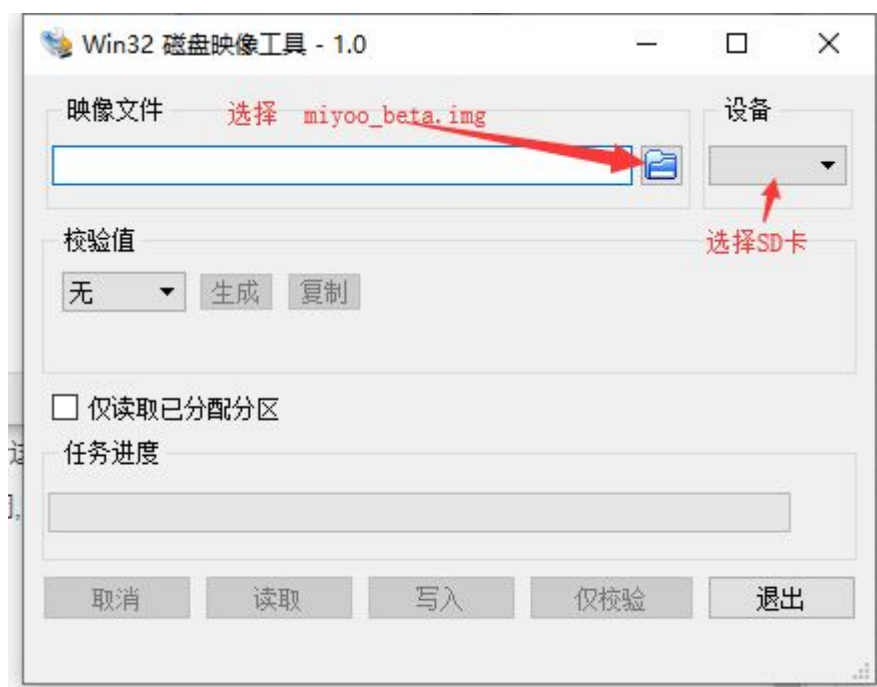 Win32 磁盘映像工具 - 1.0
映像文件
选择 miyoo_beta.img
设备
选择SD卡
校验值
无
生成
复制
仅读取已分配分区
任务进度
取消
读取
写入
仅校验
退出